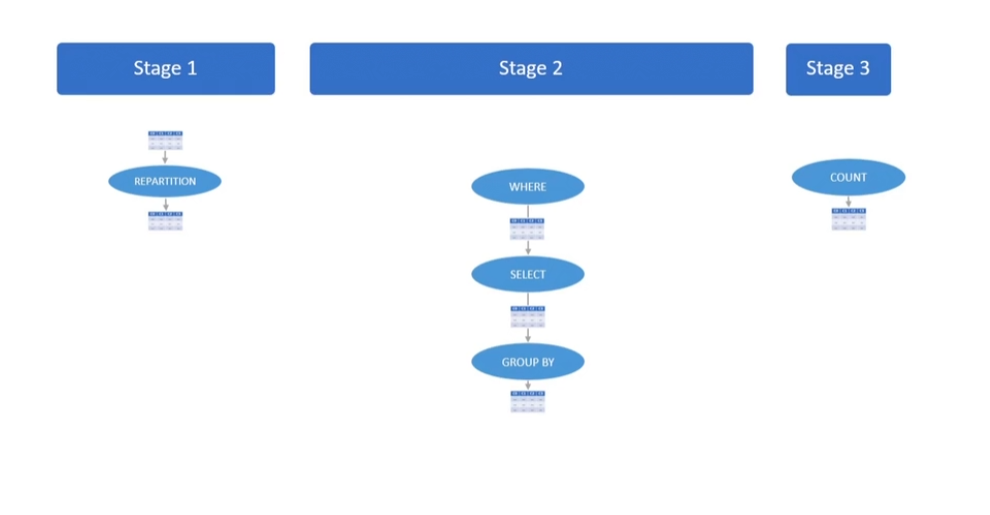 Stage 1
Stage 2
Stage 3
REPARTITION
WHERE
SELECT
GROUP BY
COUNT